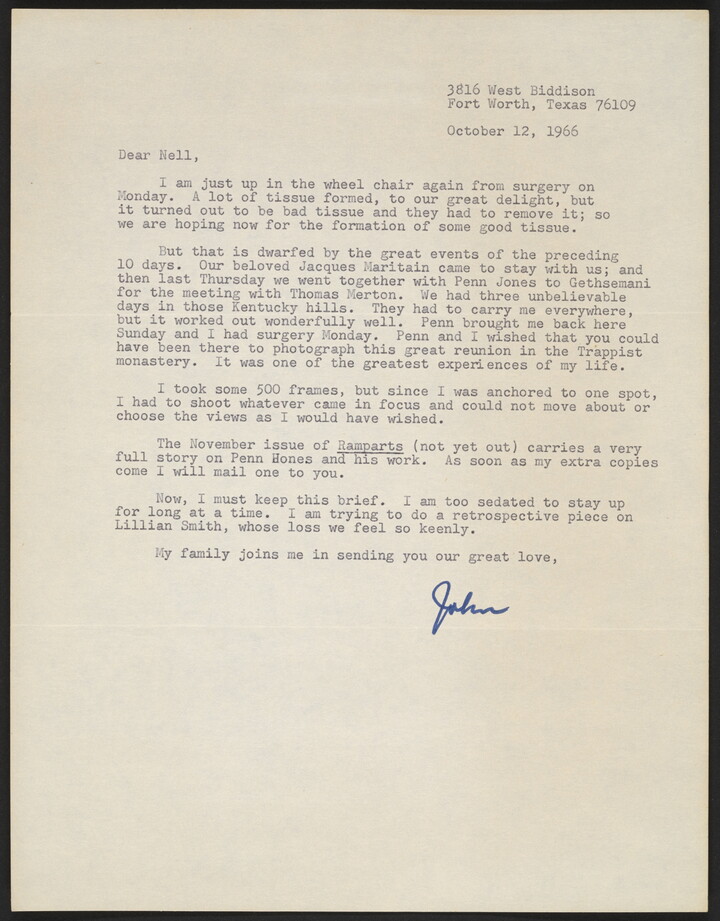 3816 West Biddison
Fort Worth, Texas 76109
October 12, 1966
Dear Nell,
I am just up in the wheel chair again from surgery on
Monday. A lot of tissue formed, to our great delight, but
it turned out to be bad tissue and they had to remove it; so
we are hoping now for the formation of some good tissue.
But that is dwarfed by the great events of the preceding
10 days. Our beloved Jacques Maritain came to stay with us; and
then last Thursday we went together with Penn Jones to Gethsemani
for the meeting with Thomas Merton. We had three unbelievable
days in those Kentucky hills. They had to carry me everywhere,
but it worked out wonderfully well. Penn brought me back here
Sunday and I had surgery Monday. Penn and I wished that you could
have been there to photograph this great reunion in the Trappist
monastery. It was one of the greatest experiences of my life.
I took some 500 frames, but since I was anchored to one spot,
I had to shoot whatever came in focus and could not move about or
choose the views as I would have wished.
The November issue of Ramparts (not yet out) carries a very
full story on Penn Hones and his work. As soon as my extra copies
come I will mail one to you.
Now, I must keep this brief. I am too sedated to stay up
for long at a time. I am trying to do a retrospective piece on
Lillian Smith, whose loss we feel so keenly.
My family joins me in sending you our great love,
John